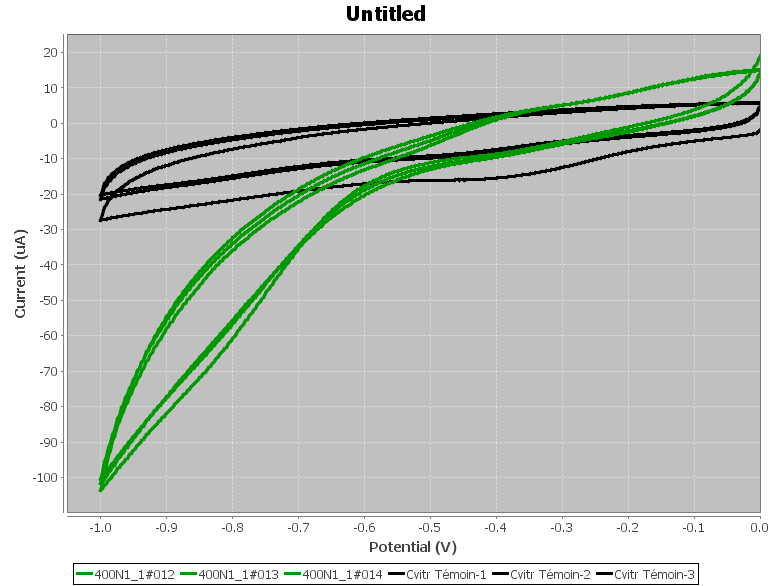 Untitled
20
10
0
-10
-20
-30
-40
-50
-60
-70
-80
-90
-100
Current (uA)
-1.0 -0.9 -0.8 -0.7 -0.6 -0.5 -0.4 -0.3 -0.2 -0.1 0.0
Potential (V)
400N1_1#012 400N1_1#013 400N1_1#014 Cvitr Témoin-1 Cvitr Témoin-2 Cvitr Témoin-3